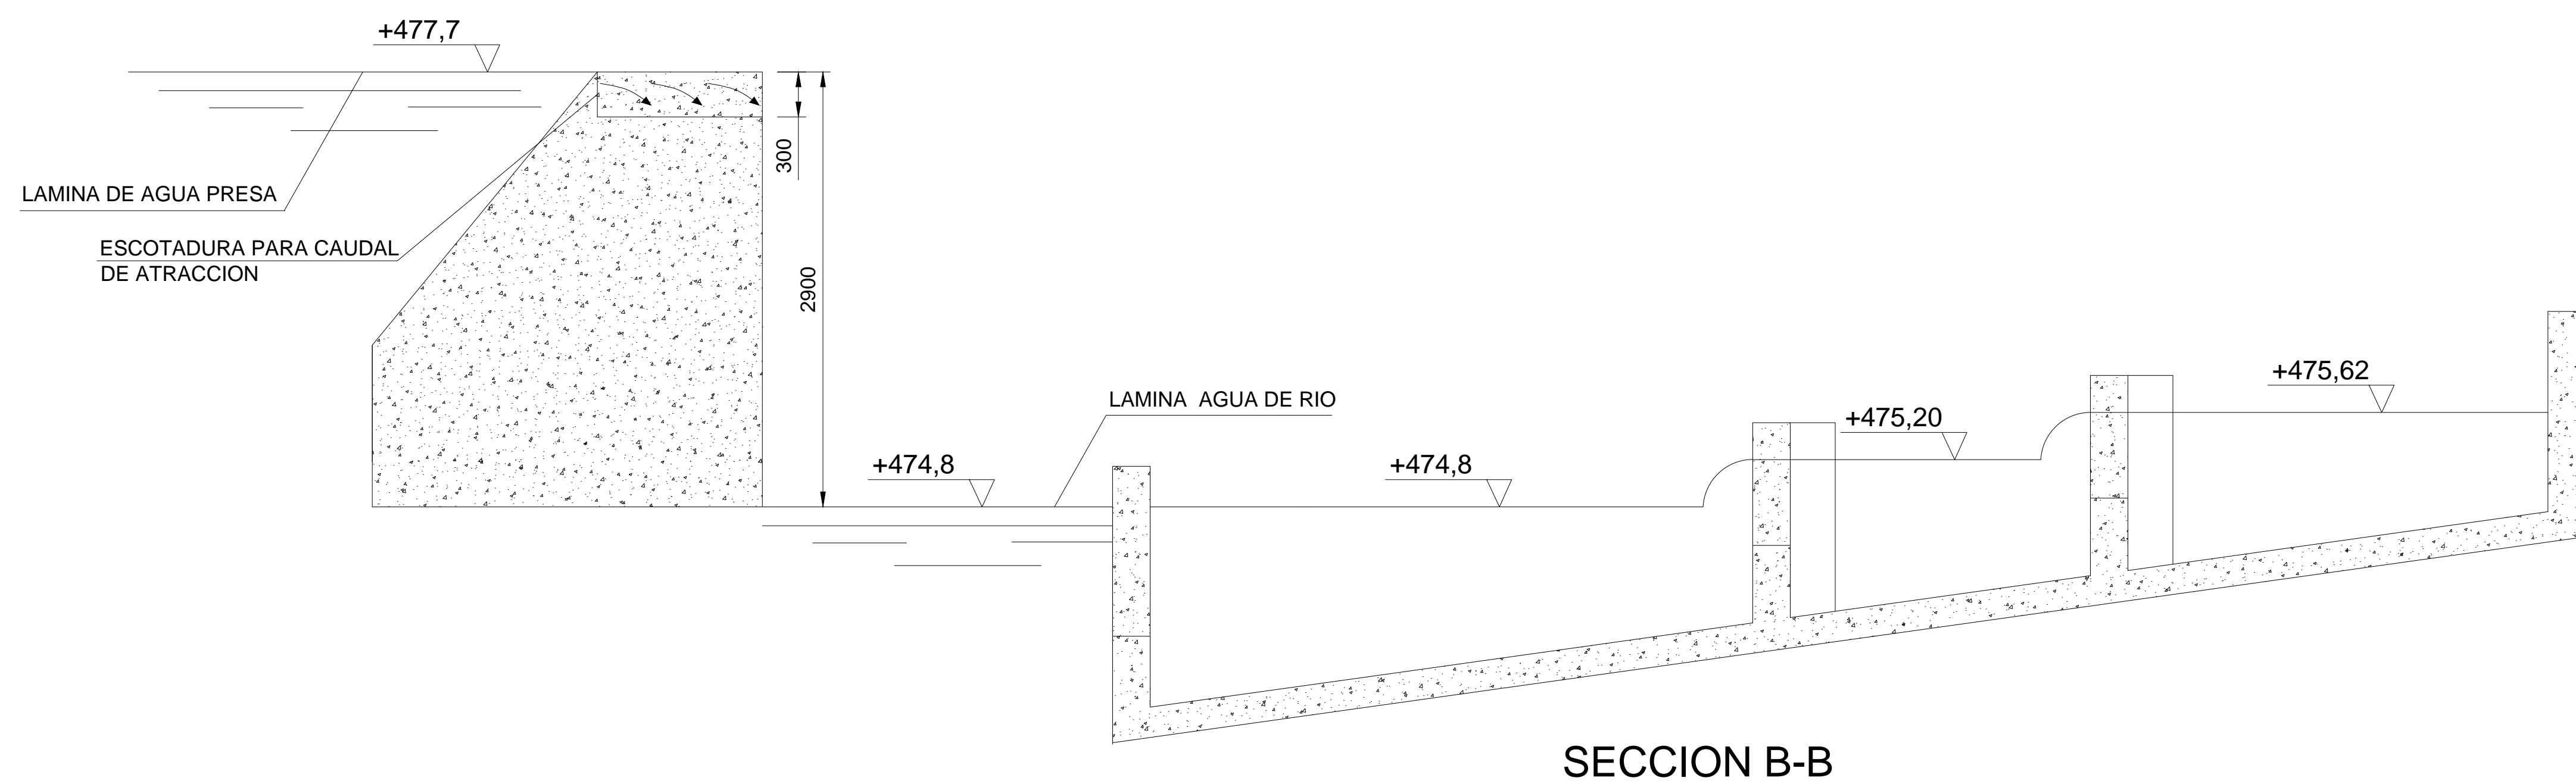 +477,7
LAMINA DE AGUA PRESA
ESCOTADURA PARA CAUDAL
DE ATRACCION
300
2900
LAMINA AGUA DE RIO
+474,8
+474,8
+475,20
+475,62
SECCION B-B